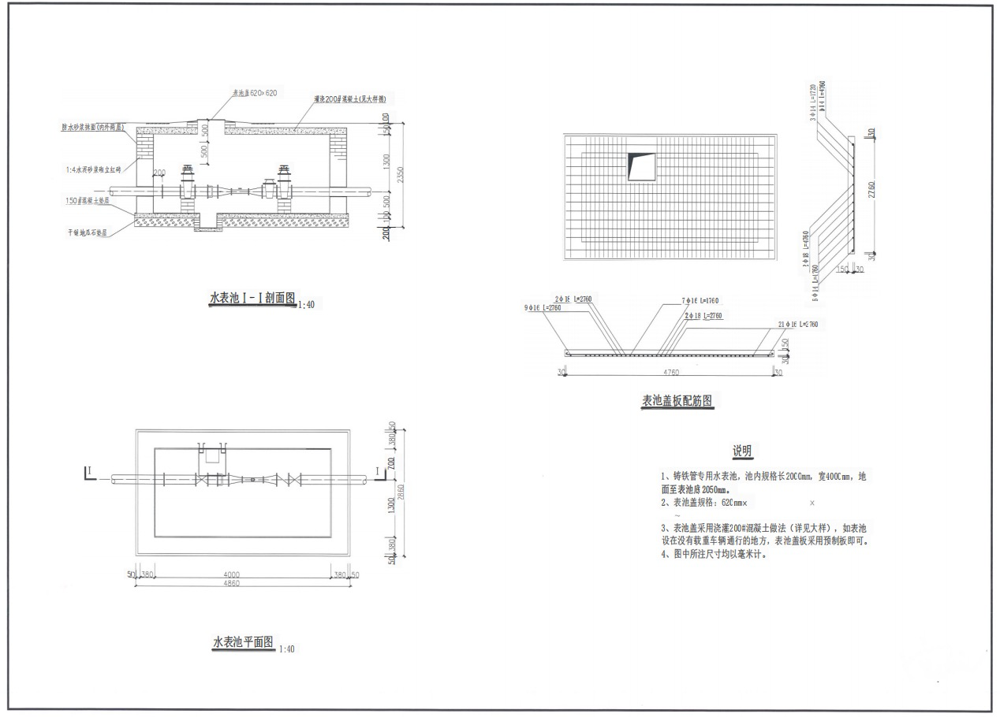 表池盖620×620
灌浇200#混凝土(见大样图)
防水砂浆抹面(内外两层)
1:4水泥砂浆砌立红砖
150#混凝土垫层
干铺地瓜石垫层
500
500
200
100
150
1300
500
100
200
2350
水表池Ⅰ-Ⅰ剖面图
1:40
3Φ14 L=1720
ϕ14 L=4760
2Φ18 L=4760
6Φ14 L=1760
30
2760
30
150
30
2Φ16 L=2760
9Φ16 L=2760
7Φ16 L=1760
2Φ18 L=2760
21Φ16 L=2760
150
30
30
4760
30
表池盖板配筋图
Ⅰ
Ⅰ
50
380
700
1300
380
50
2860
50
380
4000
380
50
4860
水表池平面图
1:40
说明
1、铸铁管专用水表池，池内规格长2000mm，宽4000mm，地
面至表池底2050mm。
2、表池盖规格：620mm×
x
~
3、表池盖采用浇灌200#混凝土做法（详见大样），如表池
设在没有载重车辆通行的地方，表池盖板采用预制板即可。
4、图中所注尺寸均以毫米计。